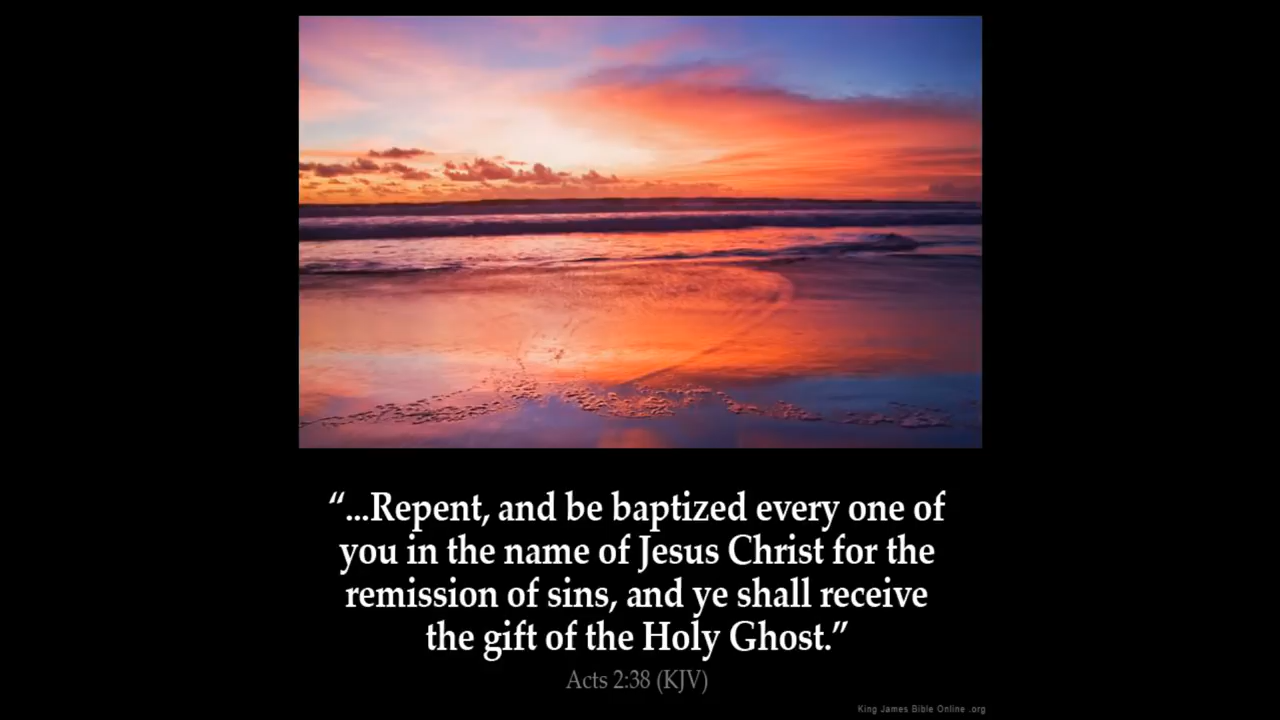 “...Repent, and be baptized every one of
you in the name of Jesus Christ for the
remission of sins, and ye shall receive
the gift of the Holy Ghost.”
Acts 2:38 (KJV)
King James Bible Online .org